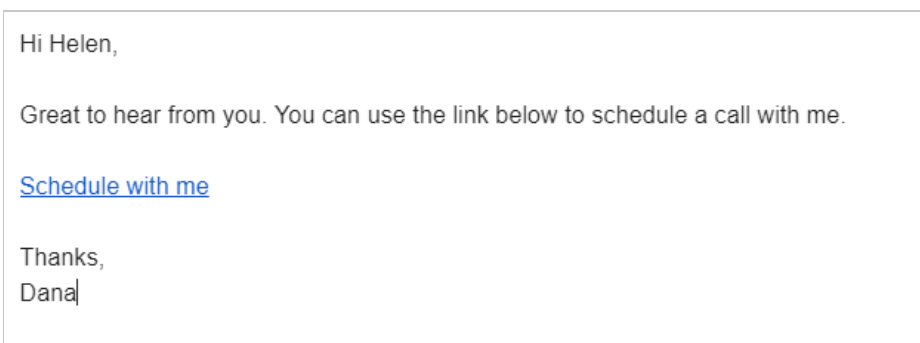 Hi Helen,
Great to hear from you. You can use the link below to schedule a call with me.
Schedule with me
Thanks,
Dana